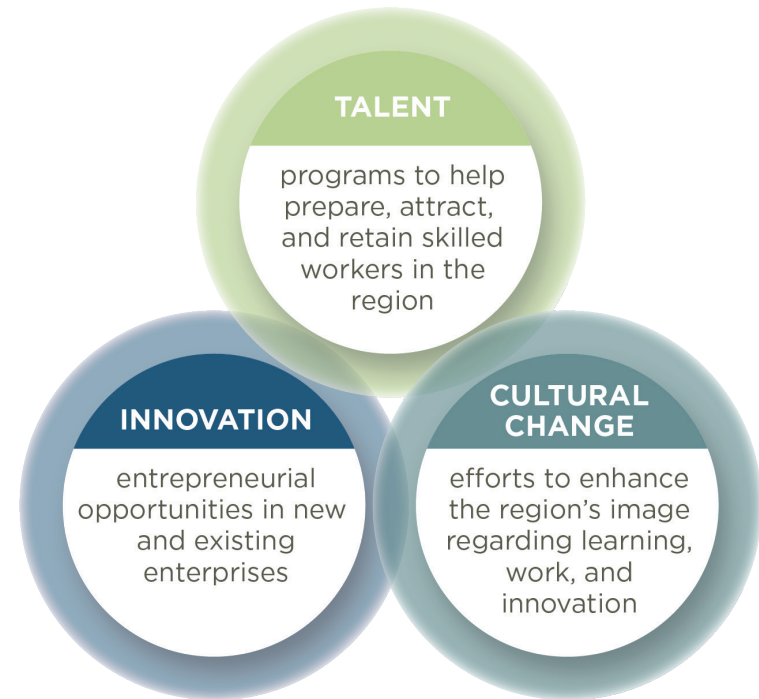 TALENT
programs to help
prepare, attract,
and retain skilled
workers in the
region
INNOVATION
entrepreneurial
opportunities in new
and existing
enterprises
CULTURAL
CHANGE
efforts to enhance
the region’s image
regarding learning,
work, and
innovation